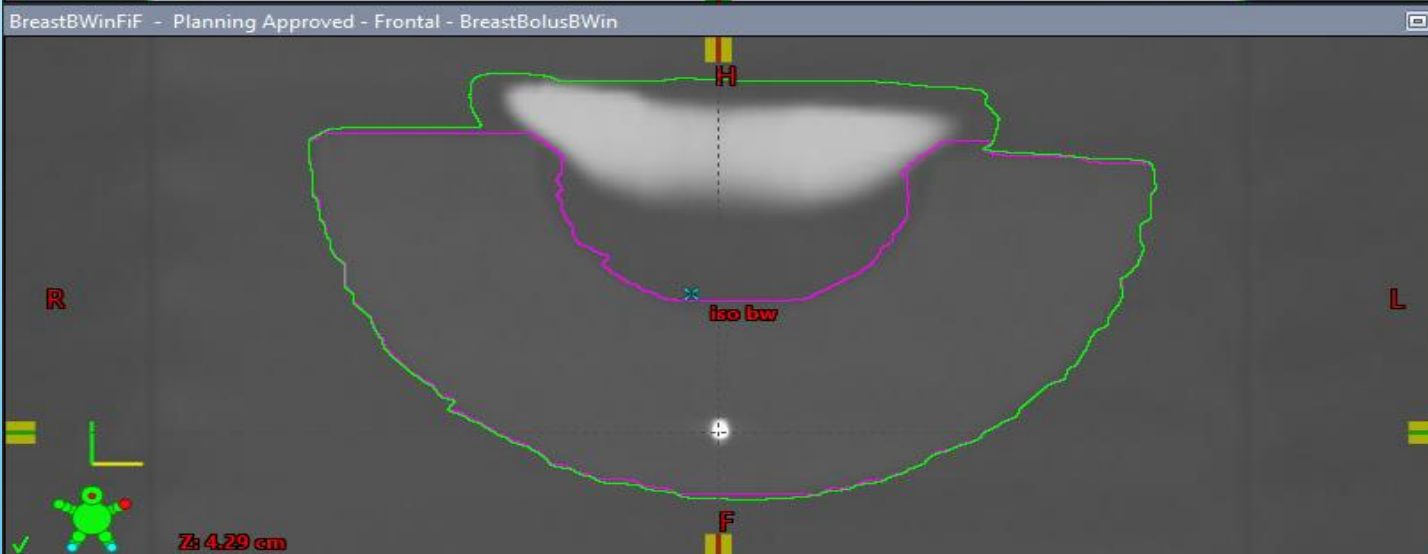 BreastBWinFiF - Planning Approved - Frontal - BreastBolusBWin
H
R
L
iso bw
F
Z: 4.29 cm